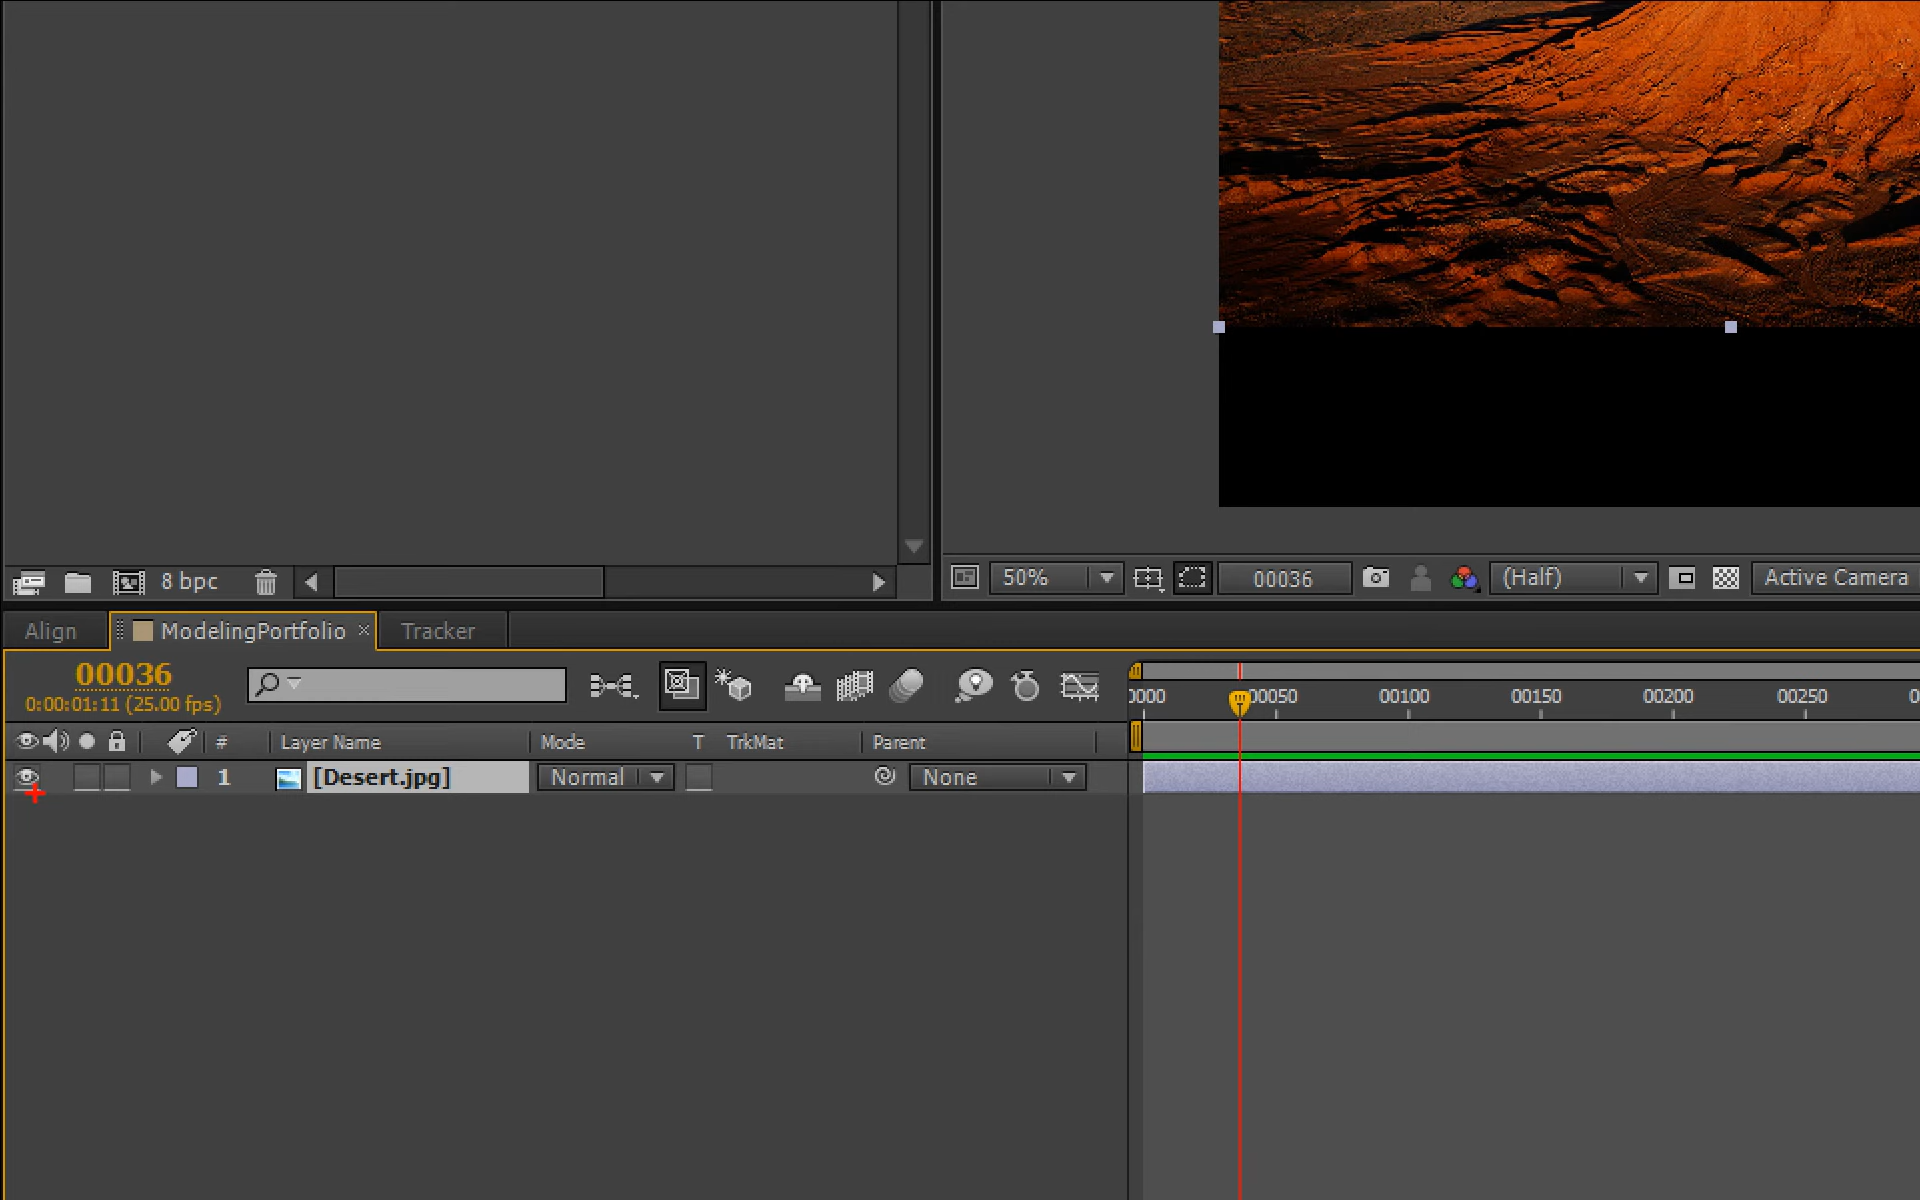 8 bpc
50%
00036
(Half)
Active Camera
Align
ModelingPortfolio ×
Tracker
00036
0:00:01:11 (25.00 fps)
0000 00050 00100 00150 00200 00250
# Layer Name Mode T TrkMat Parent
1 [Desert.jpg] Normal None